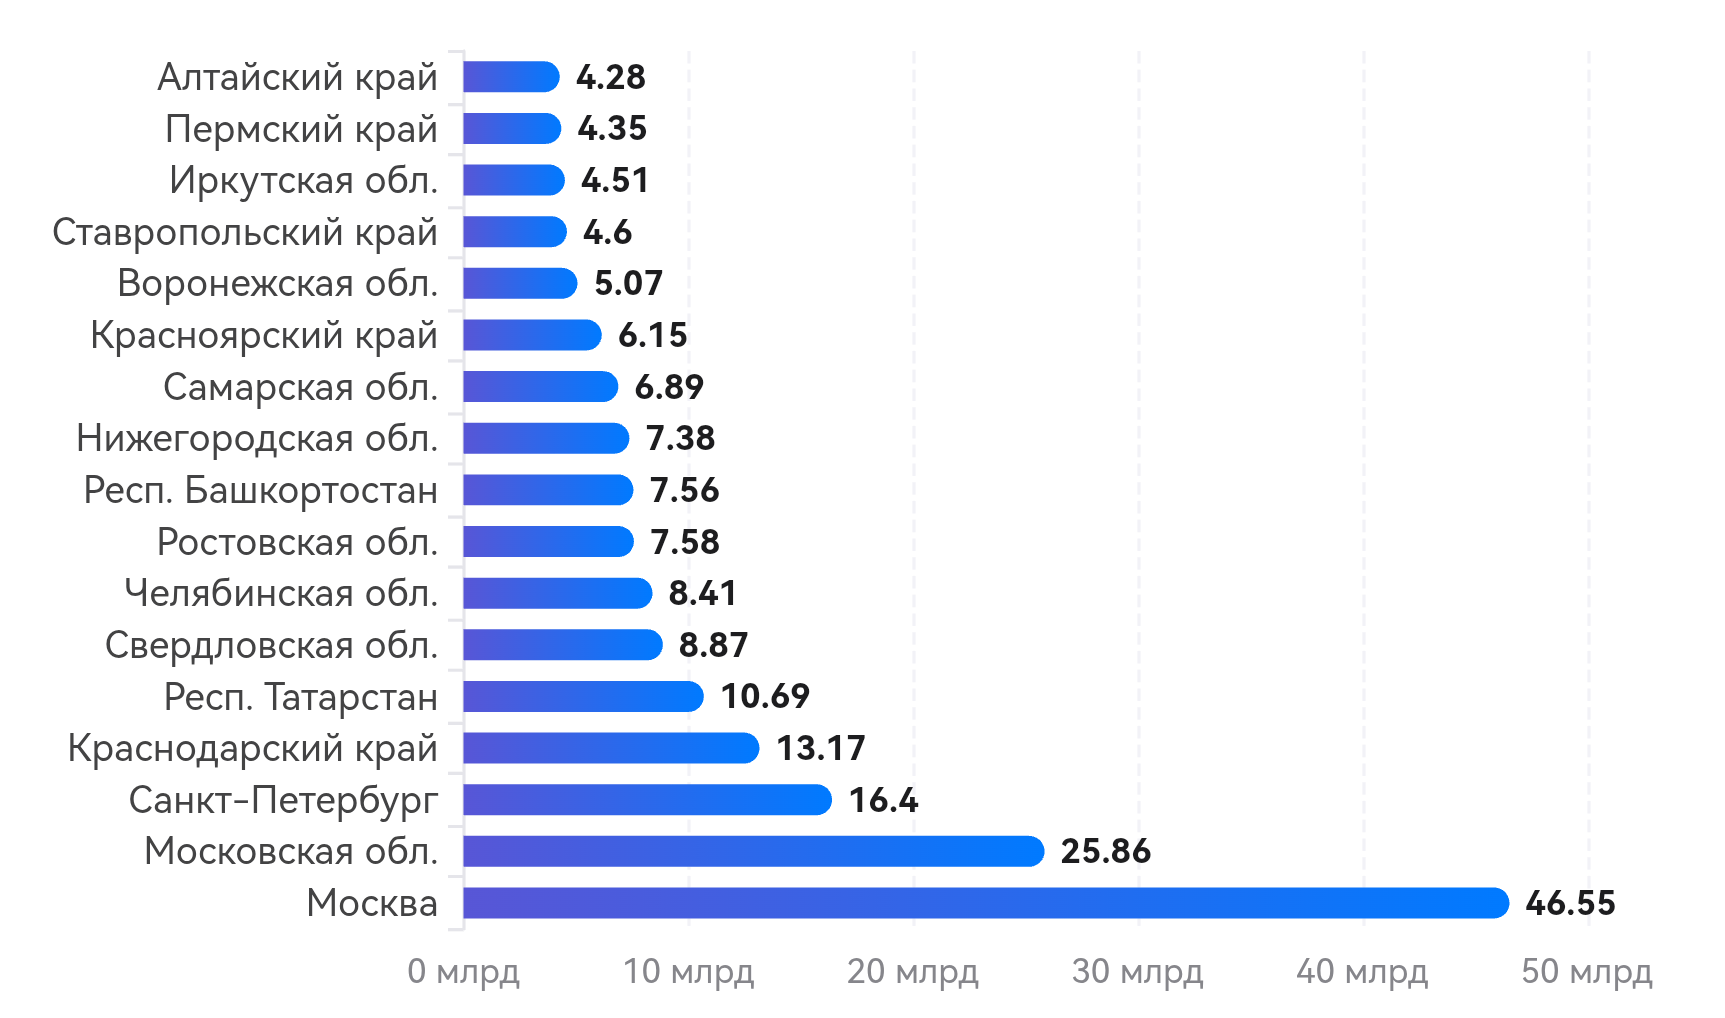 Алтайский край 4.28
Пермский край 4.35
Иркутская обл. 4.51
Ставропольский край 4.6
Воронежская обл. 5.07
Красноярский край 6.15
Самарская обл. 6.89
Нижегородская обл. 7.38
Респ. Башкортостан 7.56
Ростовская обл. 7.58
Челябинская обл. 8.41
Свердловская обл. 8.87
Респ. Татарстан 10.69
Краснодарский край 13.17
Санкт-Петербург 16.4
Московская обл. 25.86
Москва 46.55
0 млрд 10 млрд 20 млрд 30 млрд 40 млрд 50 млрд